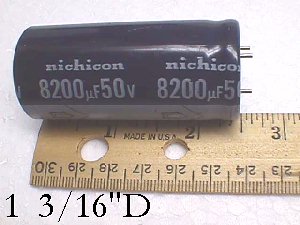 nichicon nichicon
8200µF50V 8200µF5
1 MADE IN U.S.A. 2 3
1 3/16"D